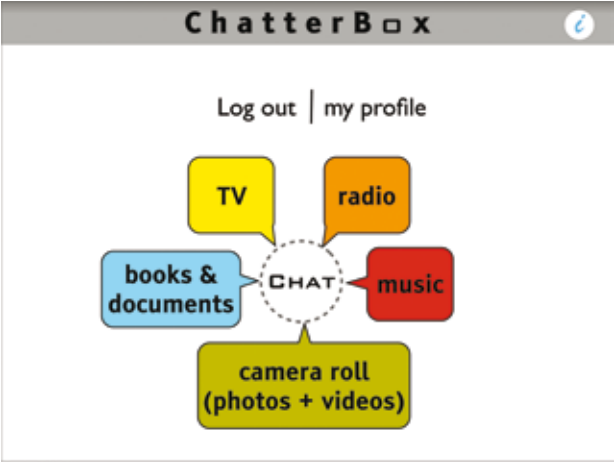 ChatterBox
i
Log out | my profile
TV
radio
books &
documents
CHAT
music
camera roll
(photos + videos)